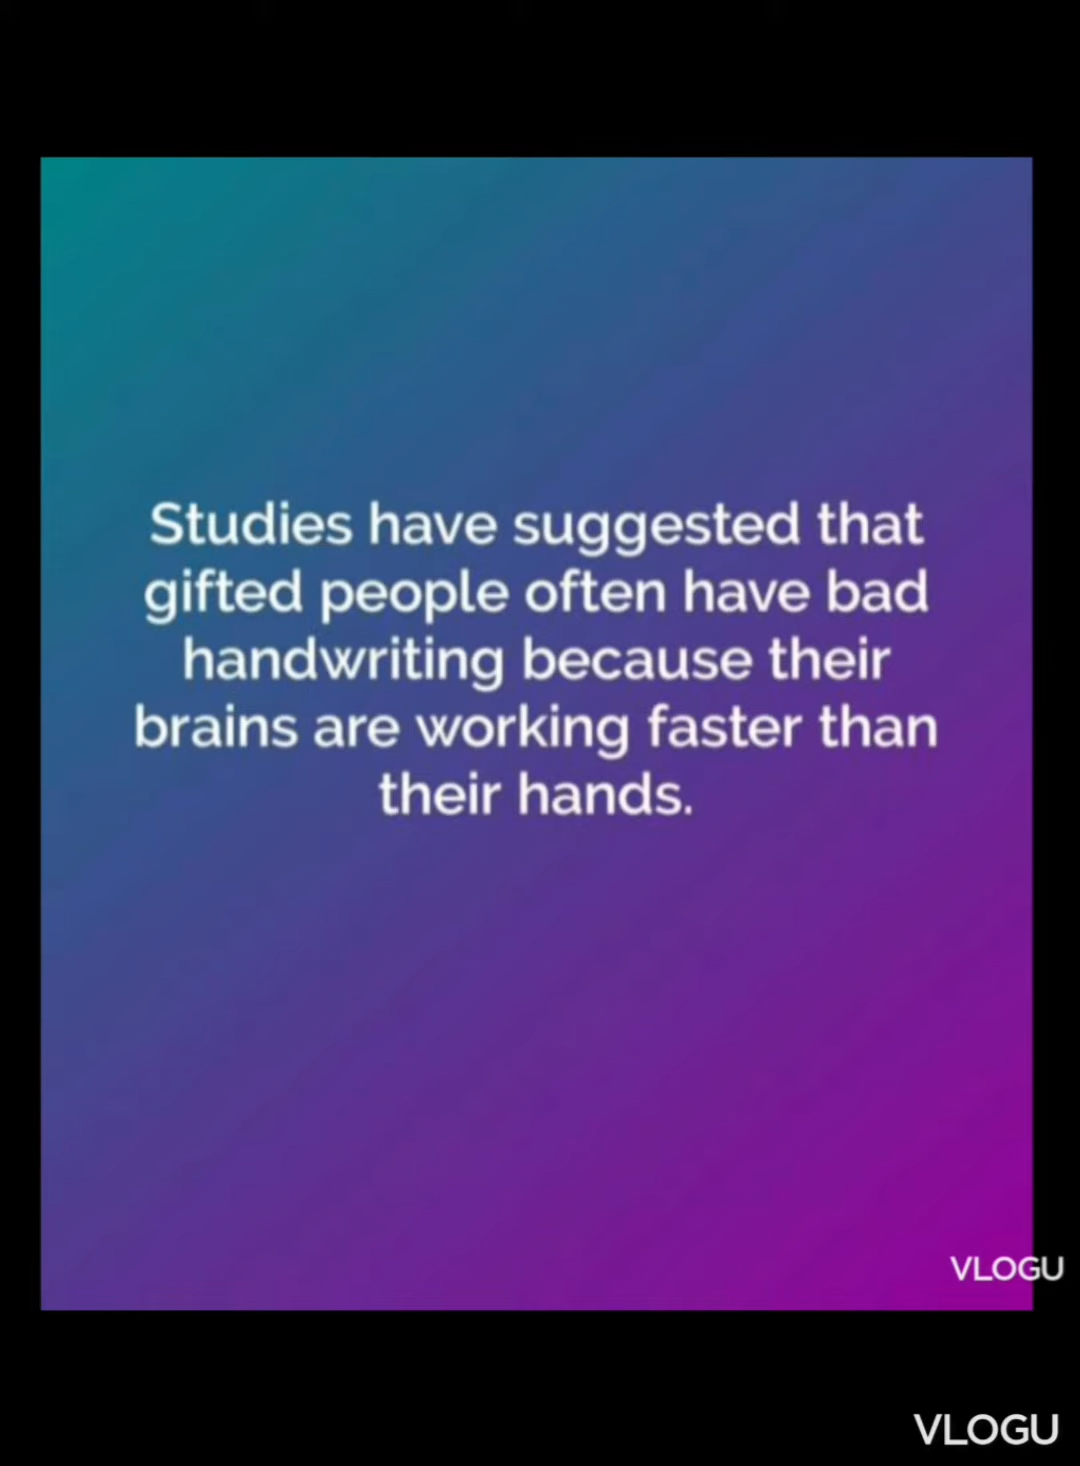 Studies have suggested that
gifted people often have bad
handwriting because their
brains are working faster than
their hands.
VLOGU
VLOGU